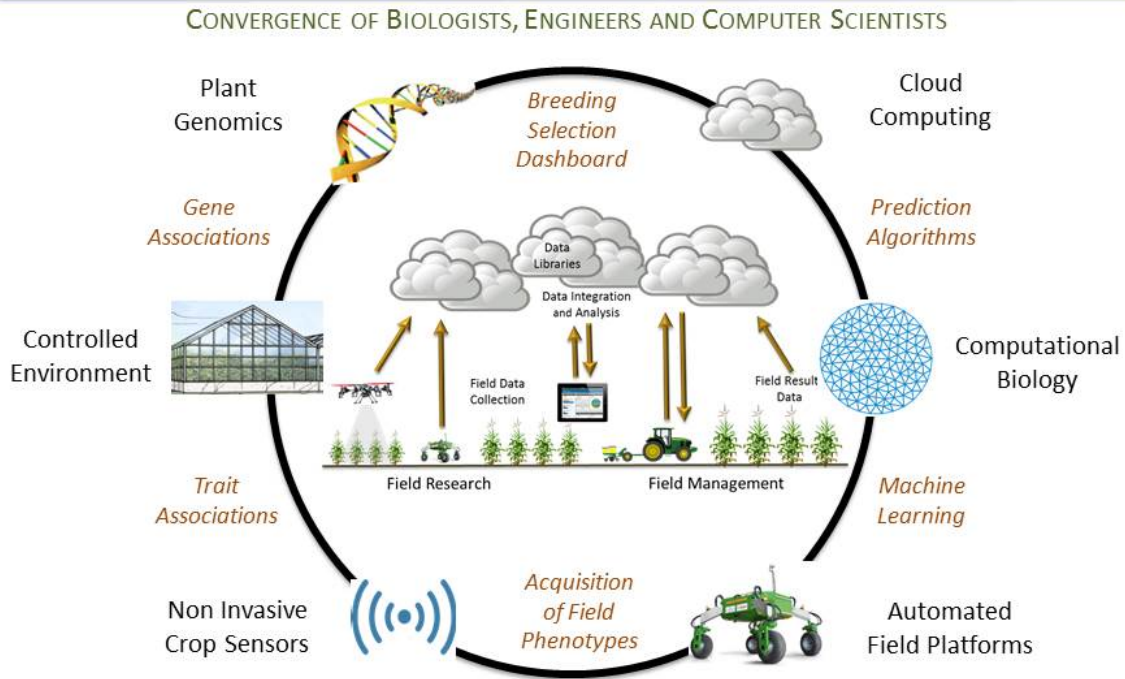 CONVERGENCE OF BIOLOGISTS, ENGINEERS AND COMPUTER SCIENTISTS
Plant
Genomics
Breeding
Selection
Dashboard
Cloud
Computing
Gene
Associations
Prediction
Algorithms
Data
Libraries
Data Integration
and Analysis
Controlled
Environment
Field Data
Collection
Field Result
Data
Computational
Biology
Field Research
Field Management
Trait
Associations
Machine
Learning
Non Invasive
Crop Sensors
Acquisition
of Field
Phenotypes
Automated
Field Platforms